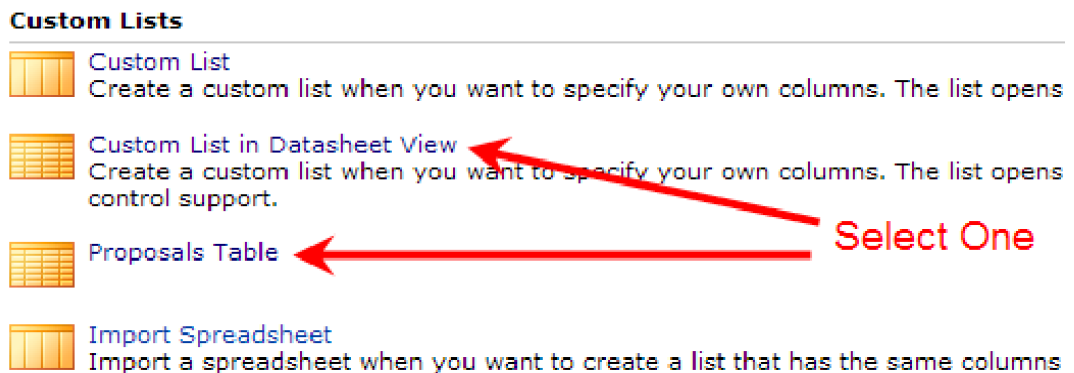 Custom Lists
Custom List
Create a custom list when you want to specify your own columns. The list opens
Custom List in Datasheet View
Create a custom list when you want to specify your own columns. The list opens
control support.
Select One
Proposals Table
Import Spreadsheet
Import a spreadsheet when you want to create a list that has the same columns